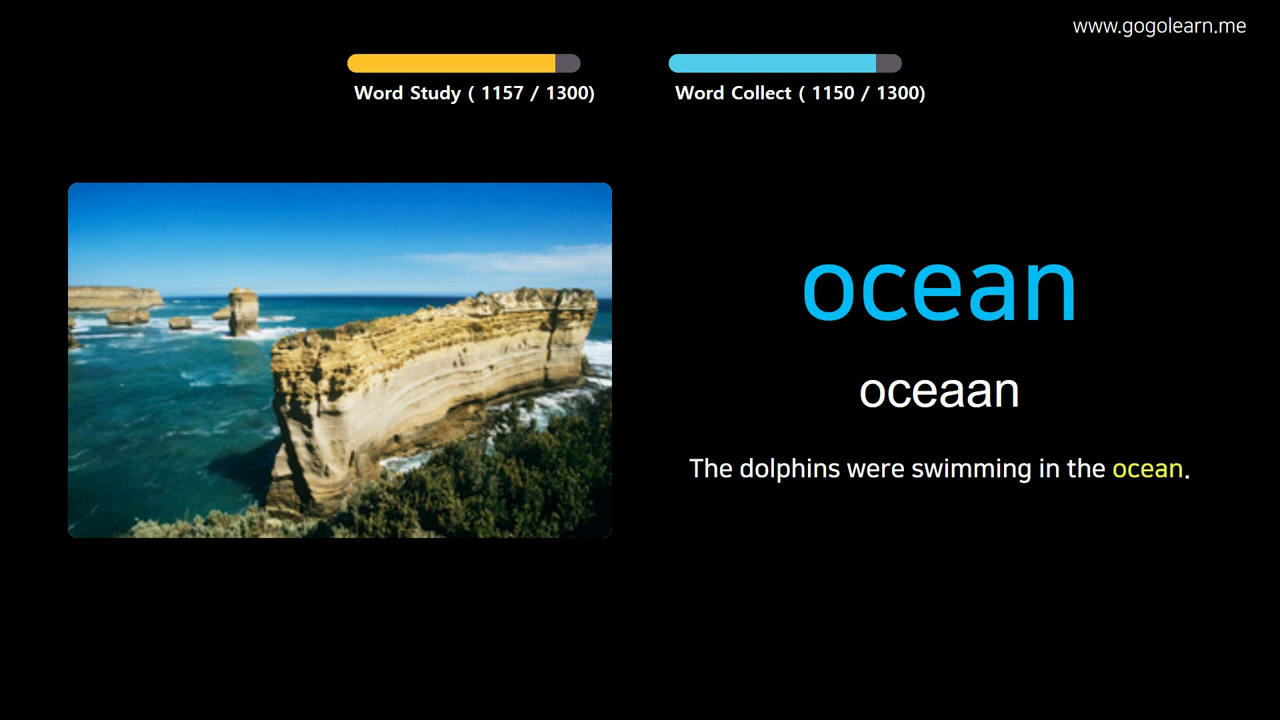 www.gogolearn.me
Word Study ( 1157 / 1300)
Word Collect ( 1150 / 1300)
ocean
oceaan
The dolphins were swimming in the ocean.